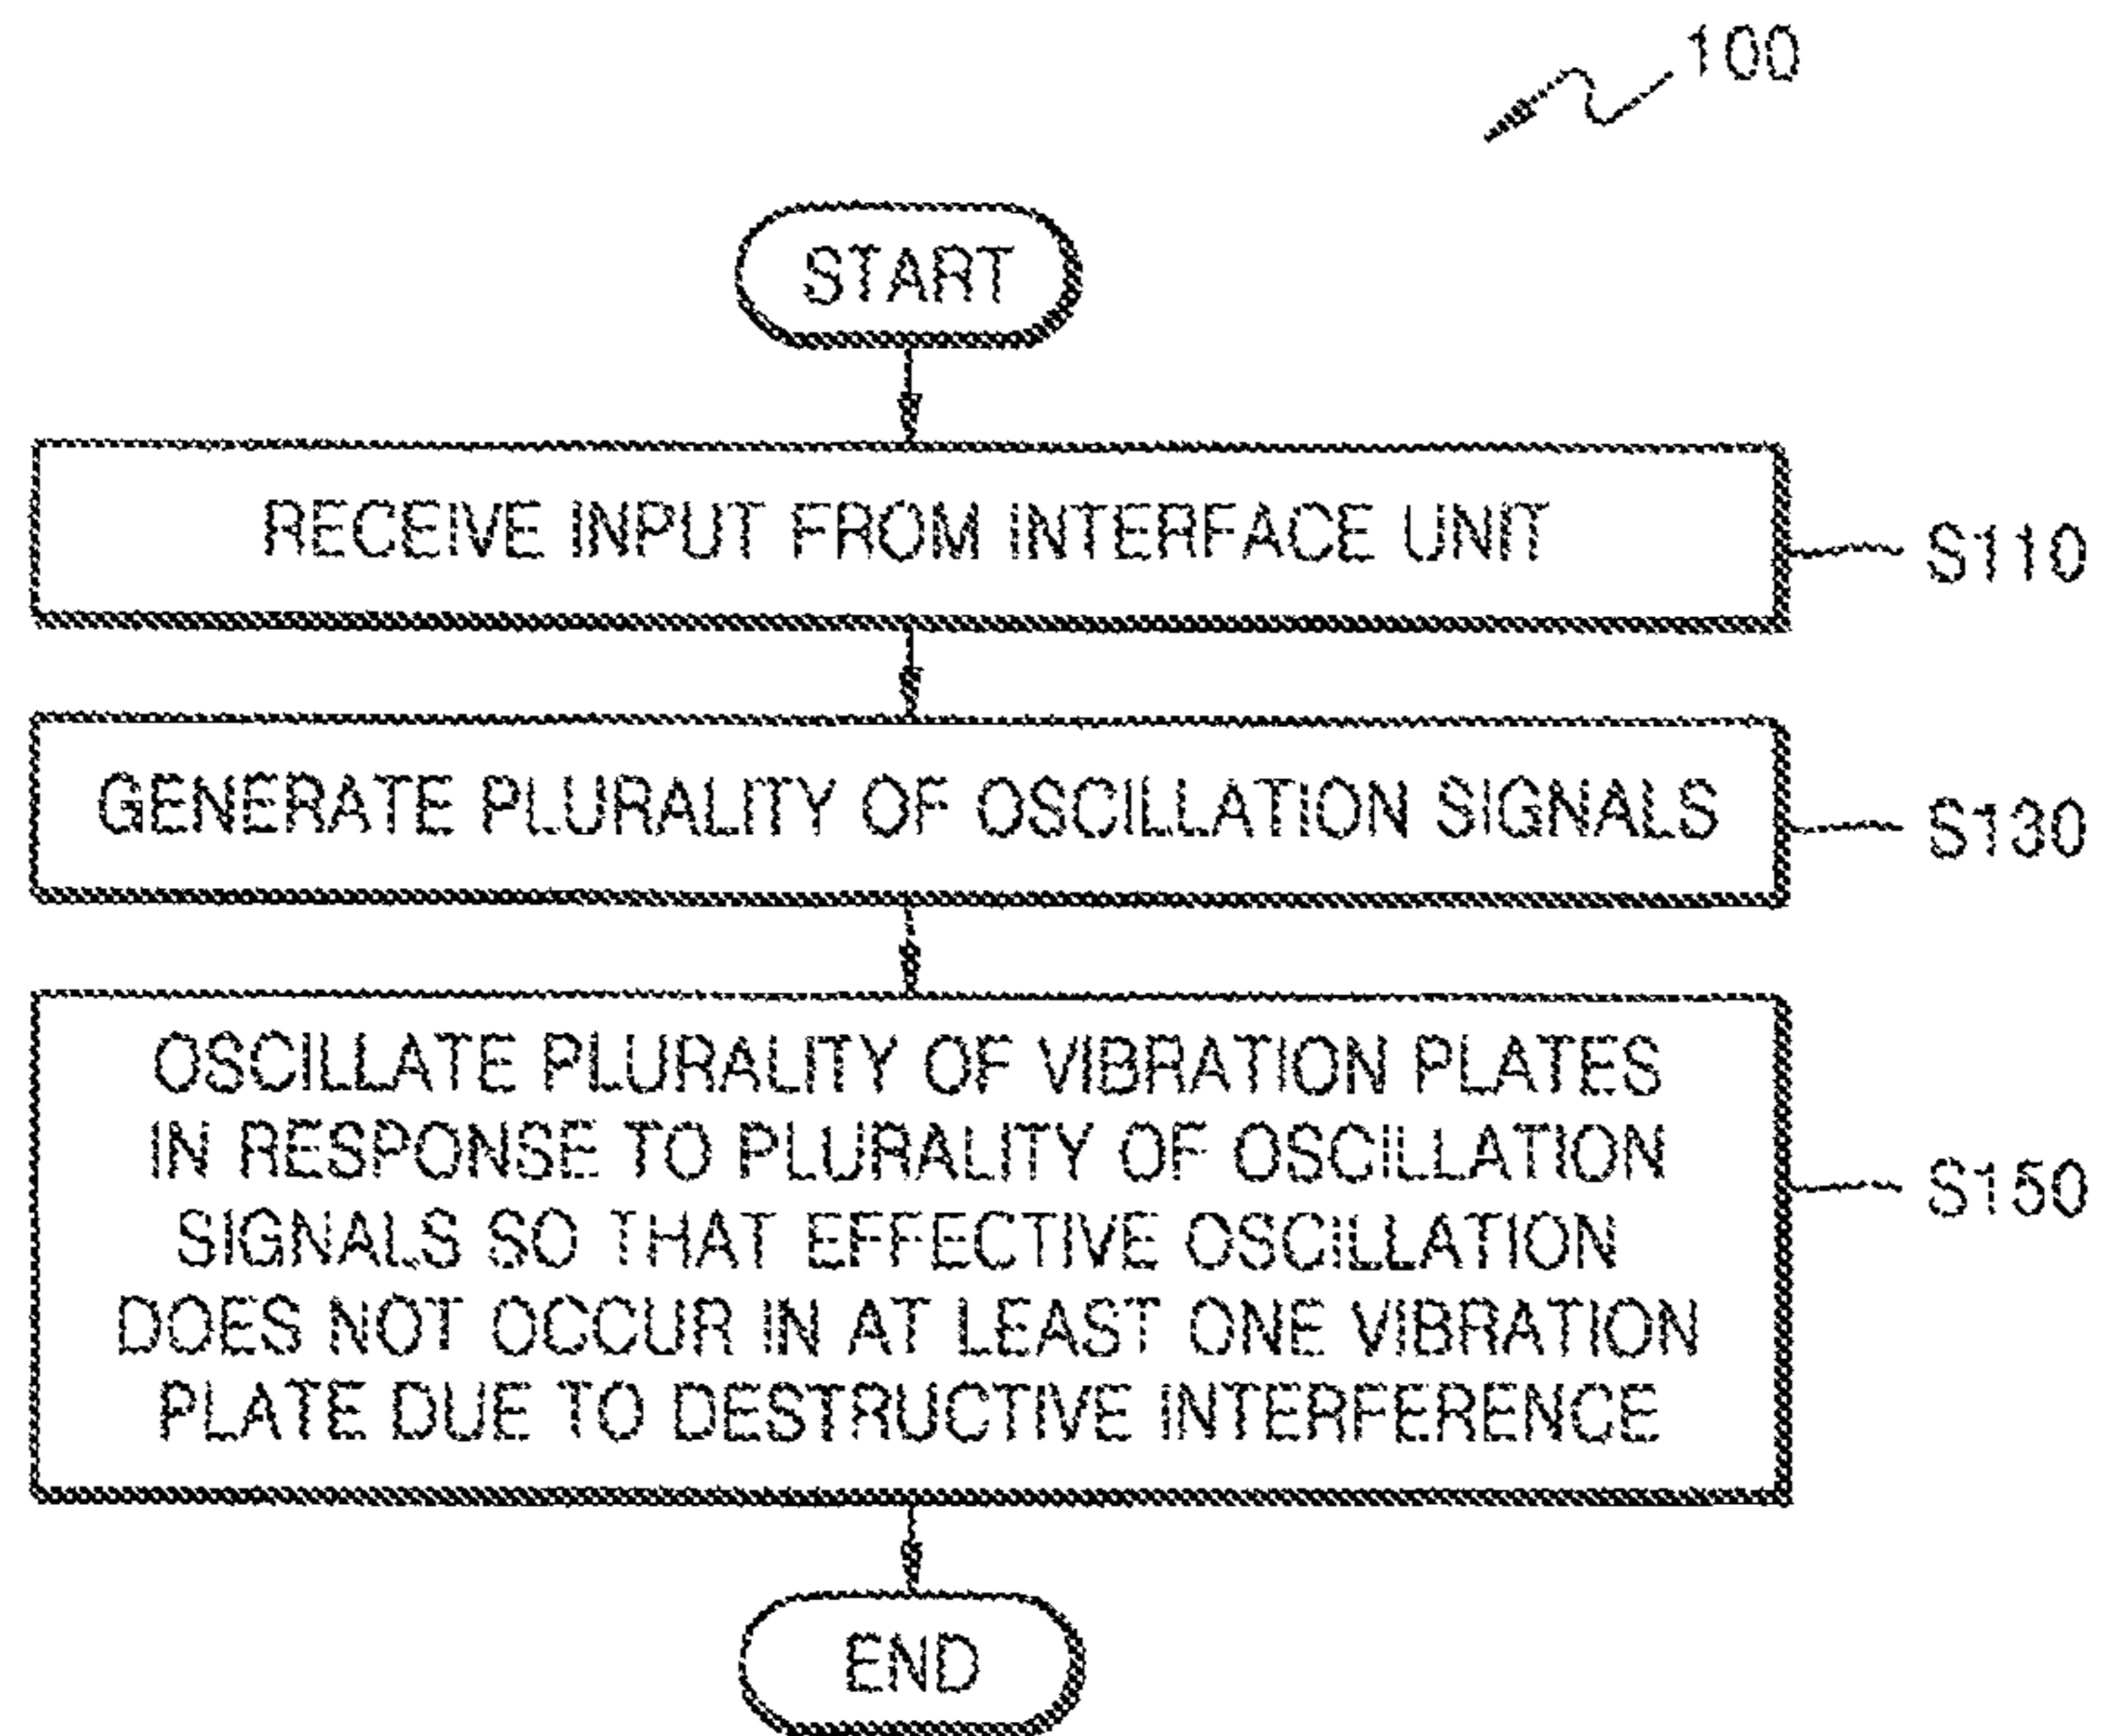 100
START
RECEIVE INPUT FROM INTERFACE UNIT
S110
GENERATE PLURALITY OF OSCILLATION SIGNALS
S130
OSCILLATE PLURALITY OF VIBRATION PLATES
IN RESPONSE TO PLURALITY OF OSCILLATION
SIGNALS SO THAT EFFECTIVE OSCILLATION
DOES NOT OCCUR IN AT LEAST ONE VIBRATION
PLATE DUE TO DESTRUCTIVE INTERFERENCE
S150
END